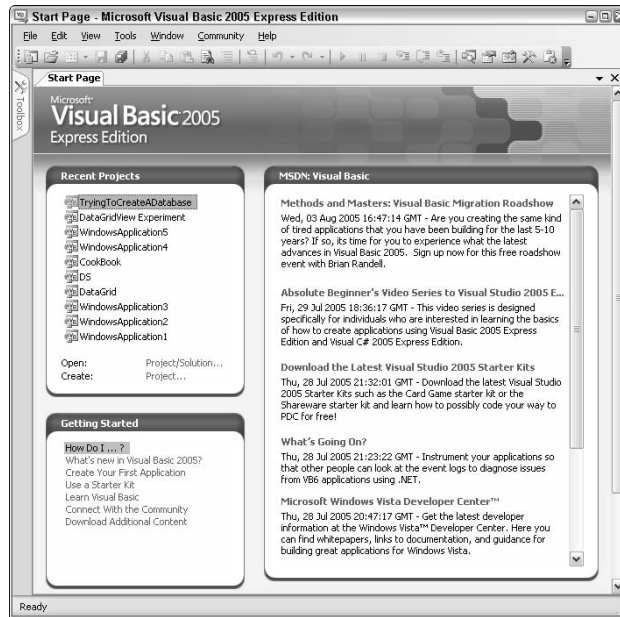 Start Page - Microsoft Visual Basic 2005 Express Edition
File Edit View Tools Window Community Help
Start Page
Toolbox
Microsoft
Visual Basic 2005
Express Edition
Recent Projects
TryingToCreateADatabase
DataGridView Experiment
WindowsApplication5
WindowsApplication4
CookBook
DS
DataGrid
WindowsApplication3
WindowsApplication2
WindowsApplication1
Open: Project/Solution...
Create: Project...
Getting Started
How Do I ... ?
What's new in Visual Basic 2005?
Create Your First Application
Use a Starter Kit
Learn Visual Basic
Connect With the Community
Download Additional Content
MSDN: Visual Basic
Methods and Masters: Visual Basic Migration Roadshow
Wed, 03 Aug 2005 16:47:14 GMT - Are you creating the same kind
of tired applications that you have been building for the last 5-10
years? If so, its time for you to experience what the latest
advances in Visual Basic 2005. Sign up now for this free roadshow
event with Brian Randell.
Absolute Beginner's Video Series to Visual Studio 2005 E...
Fri, 29 Jul 2005 18:36:17 GMT - This video series is designed
specifically for individuals who are interested in learning the basics
of how to create applications using Visual Basic 2005 Express
Edition and Visual C# 2005 Express Edition.
Download the Latest Visual Studio 2005 Starter Kits
Thu, 28 Jul 2005 21:32:01 GMT - Download the latest Visual Studio
2005 Starter Kits such as the Card Game starter kit or the
Shareware starter kit and learn how to possibly code your way to
PDC for free!
What's Going On?
Thu, 28 Jul 2005 21:23:22 GMT - Instrument your applications so
that other people can look at the event logs to diagnose issues
from VB6 applications using .NET.
Microsoft Windows Vista Developer Center™
Thu, 28 Jul 2005 20:47:17 GMT - Get the latest developer
information at the Windows Vista™ Developer Center. Here you
can find whitepapers, links to documentation, and guidance for
building great applications for Windows Vista.
Ready